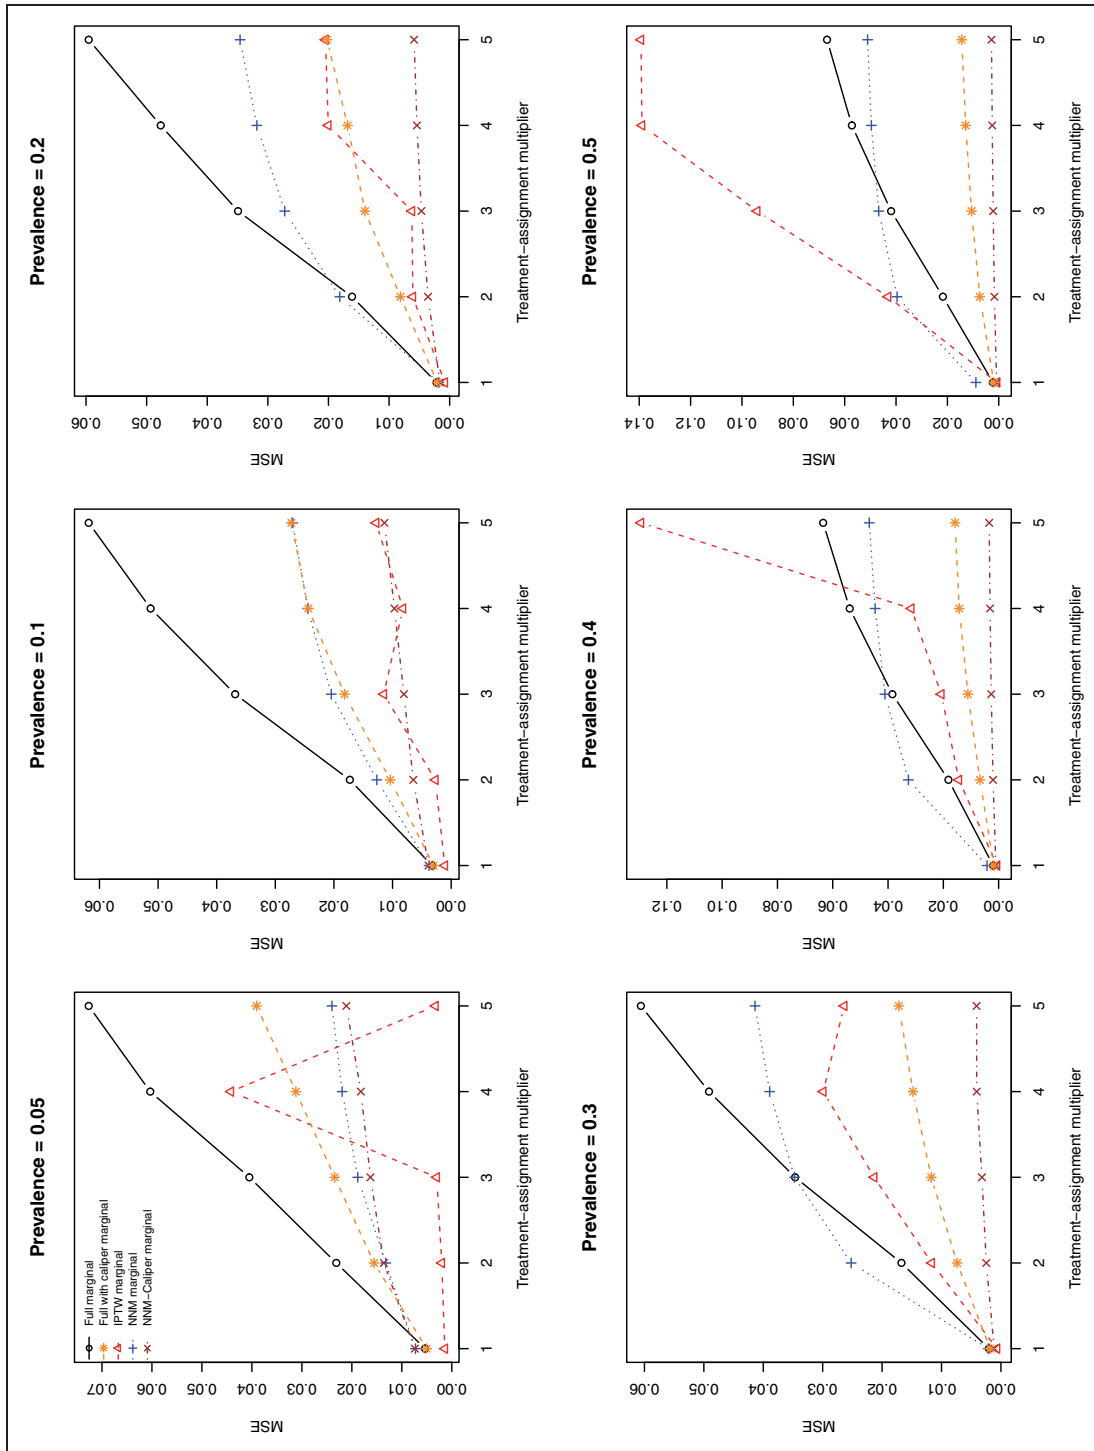 Prevalence = 0.2
MSE
0.06
0.05
0.04
0.03
0.02
0.01
0.00
1 2 3 4 5
Treatment−assignment multiplier
Prevalence = 0.5
MSE
0.14
0.12
0.10
0.08
0.06
0.04
0.02
0.00
1 2 3 4 5
Treatment−assignment multiplier
Prevalence = 0.1
MSE
0.06
0.05
0.04
0.03
0.02
0.01
0.00
1 2 3 4 5
Treatment−assignment multiplier
Prevalence = 0.4
MSE
0.12
0.10
0.08
0.06
0.04
0.02
0.00
1 2 3 4 5
Treatment−assignment multiplier
Prevalence = 0.05
Full marginal
Full with caliper marginal
IPTW marginal
NNM marginal
NNM−Caliper marginal
MSE
0.07
0.06
0.05
0.04
0.03
0.02
0.01
0.00
1 2 3 4 5
Treatment−assignment multiplier
Prevalence = 0.3
MSE
0.06
0.05
0.04
0.03
0.02
0.01
0.00
1 2 3 4 5
Treatment−assignment multiplier